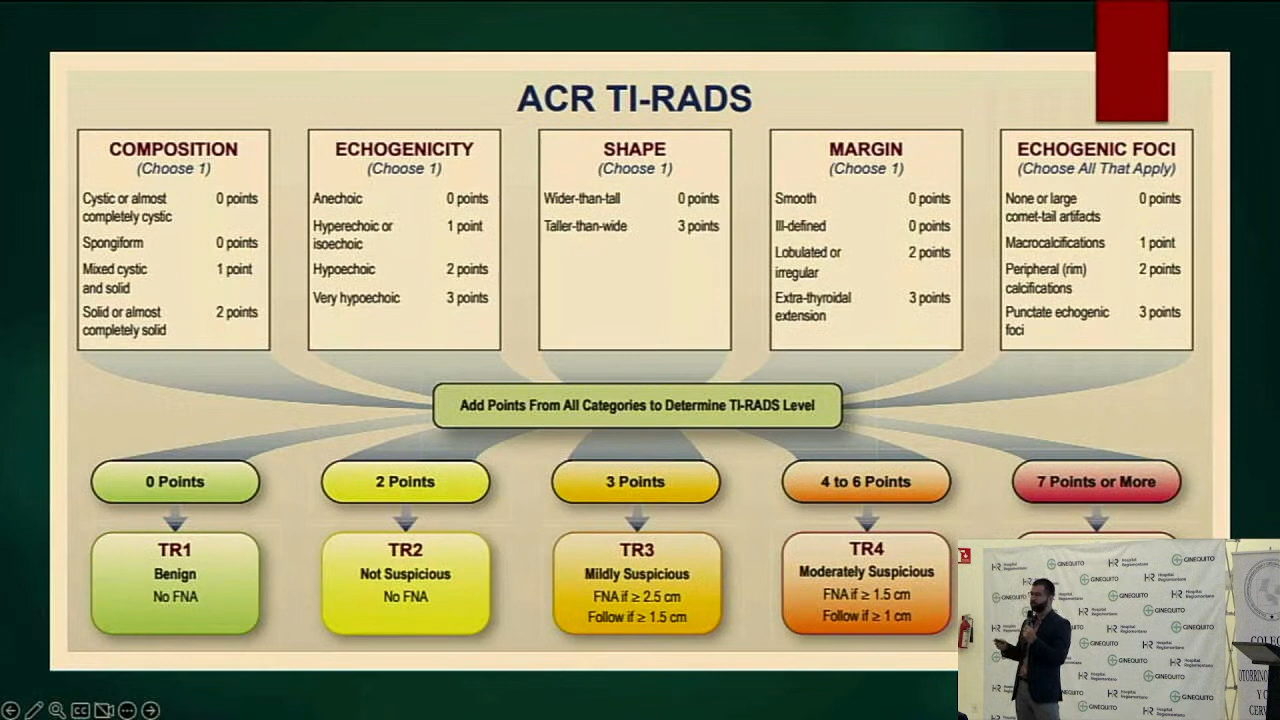 ACR TI-RADS
COMPOSITION
(Choose 1)
Cystic or almost completely cystic 0 points
Spongiform 0 points
Mixed cystic and solid 1 point
Solid or almost completely solid 2 points
ECHOGENICITY
(Choose 1)
Anechoic 0 points
Hyperechoic or isoechoic 1 point
Hypoechoic 2 points
Very hypoechoic 3 points
SHAPE
(Choose 1)
Wider-than-tall 0 points
Taller-than-wide 3 points
MARGIN
(Choose 1)
Smooth 0 points
Ill-defined 0 points
Lobulated or irregular 2 points
Extra-thyroidal extension 3 points
ECHOGENIC FOCI
(Choose All That Apply)
None or large comet-tail artifacts 0 points
Macrocalcifications 1 point
Peripheral (rim) calcifications 2 points
Punctate echogenic foci 3 points
Add Points From All Categories to Determine TI-RADS Level
0 Points
2 Points
3 Points
4 to 6 Points
7 Points or More
TR1
Benign
No FNA
TR2
Not Suspicious
No FNA
TR3
Mildly Suspicious
FNA if ≥ 2.5 cm
Follow if ≥ 1.5 cm
TR4
Moderately Suspicious
FNA if ≥ 1.5 cm
Follow if ≥ 1 cm
HR Hospital Regiomontano
GINEQUITO
COLEG
OTORRINO
Y C
CERV